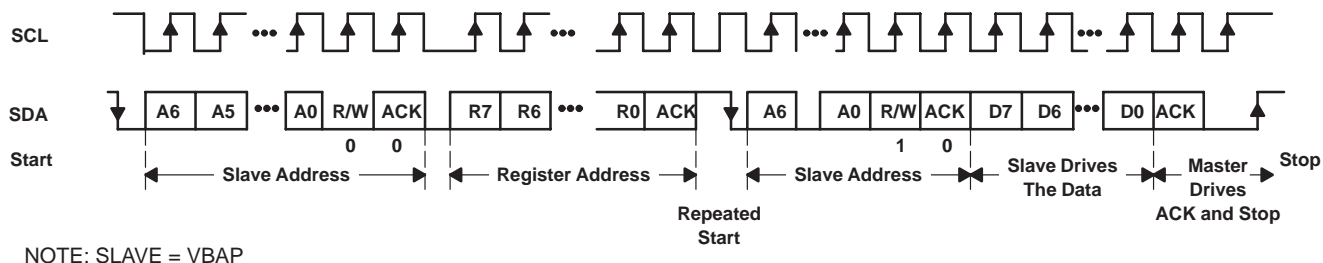 SCL
SDA
A6 A5 ••• A0 R/W ACK R7 R6 ••• R0 ACK A6 A0 R/W ACK D7 D6 ••• D0 ACK
0 0 1 0
Start
Slave Address
Register Address
Slave Address
Slave Drives
The Data
Master
Drives
ACK and Stop
Stop
Repeated
Start
NOTE: SLAVE = VBAP